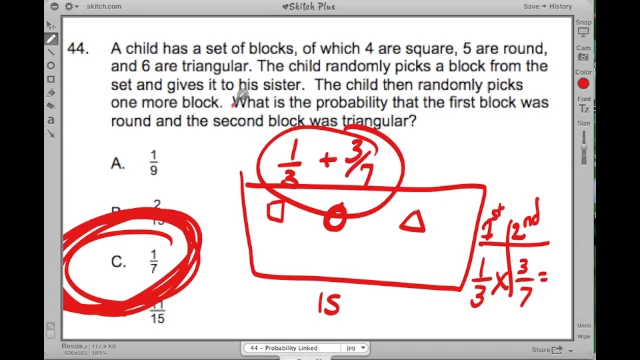 skitch.com
Skitch Plus
Save → History
44. A child has a set of blocks, of which 4 are square, 5 are round,
and 6 are triangular. The child randomly picks a block from the
set and gives it to his sister. The child then randomly picks
one more block. What is the probability that the first block was
round and the second block was triangular?
A. 1/9
C. 1/7
15
1/3 + 3/7
15
1st 2nd
1/3 X 3/7 =
Snap
Color
Font
Tz
Size
Undo
Wipe
Resize
44 - Probability Linked
JPG
Share